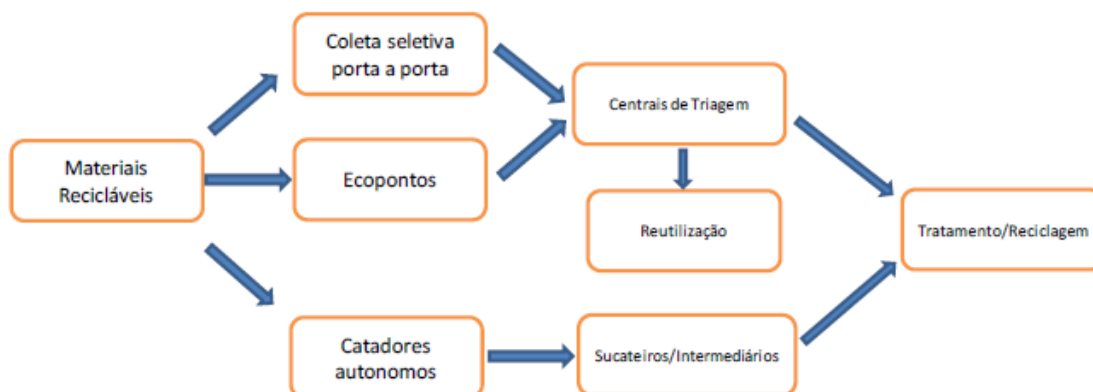 Coleta seletiva
porta a porta
Centrais de Triagem
Materiais
Recicláveis
Ecopontos
Reutilização
Tratamento/Reciclagem
Catadores
autonomos
Sucateiros/Intermediários